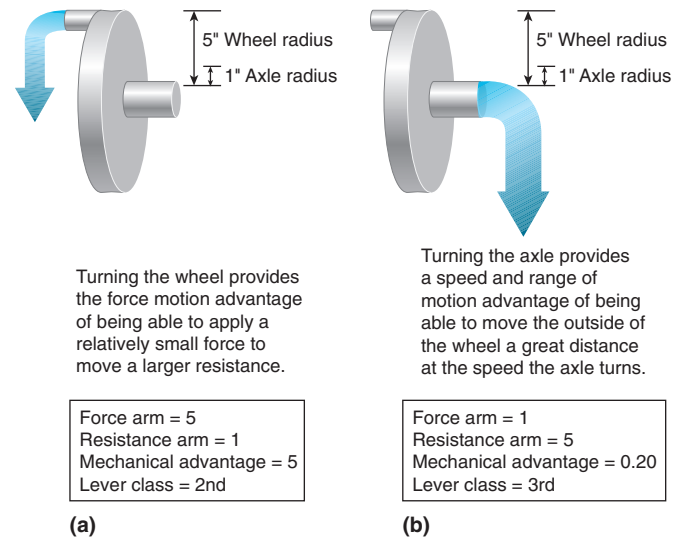 5" Wheel radius
1" Axle radius
Turning the wheel provides
the force motion advantage
of being able to apply a
relatively small force to
move a larger resistance.
Force arm = 5
Resistance arm = 1
Mechanical advantage = 5
Lever class = 2nd
(a)
5" Wheel radius
1" Axle radius
Turning the axle provides
a speed and range of
motion advantage of being
able to move the outside of
the wheel a great distance
at the speed the axle turns.
Force arm = 1
Resistance arm = 5
Mechanical advantage = 0.20
Lever class = 3rd
(b)